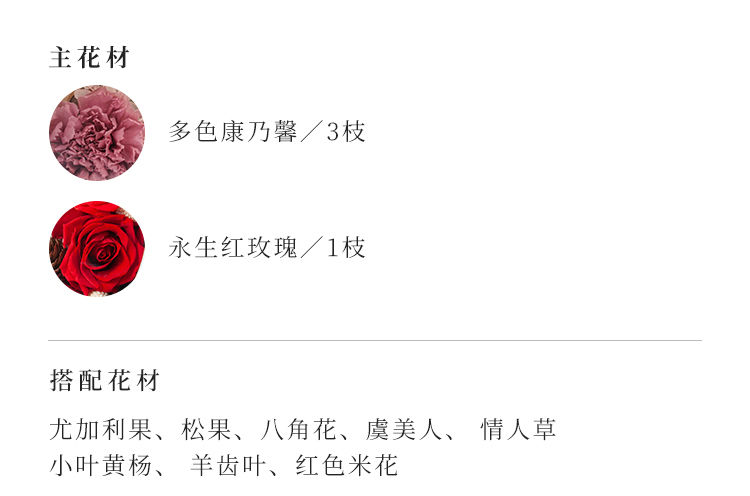 主花材
多色康乃馨／3枝
永生红玫瑰／1枝
搭配花材
尤加利果、松果、八角花、虞美人、 情人草
小叶黄杨、 羊齿叶、红色米花